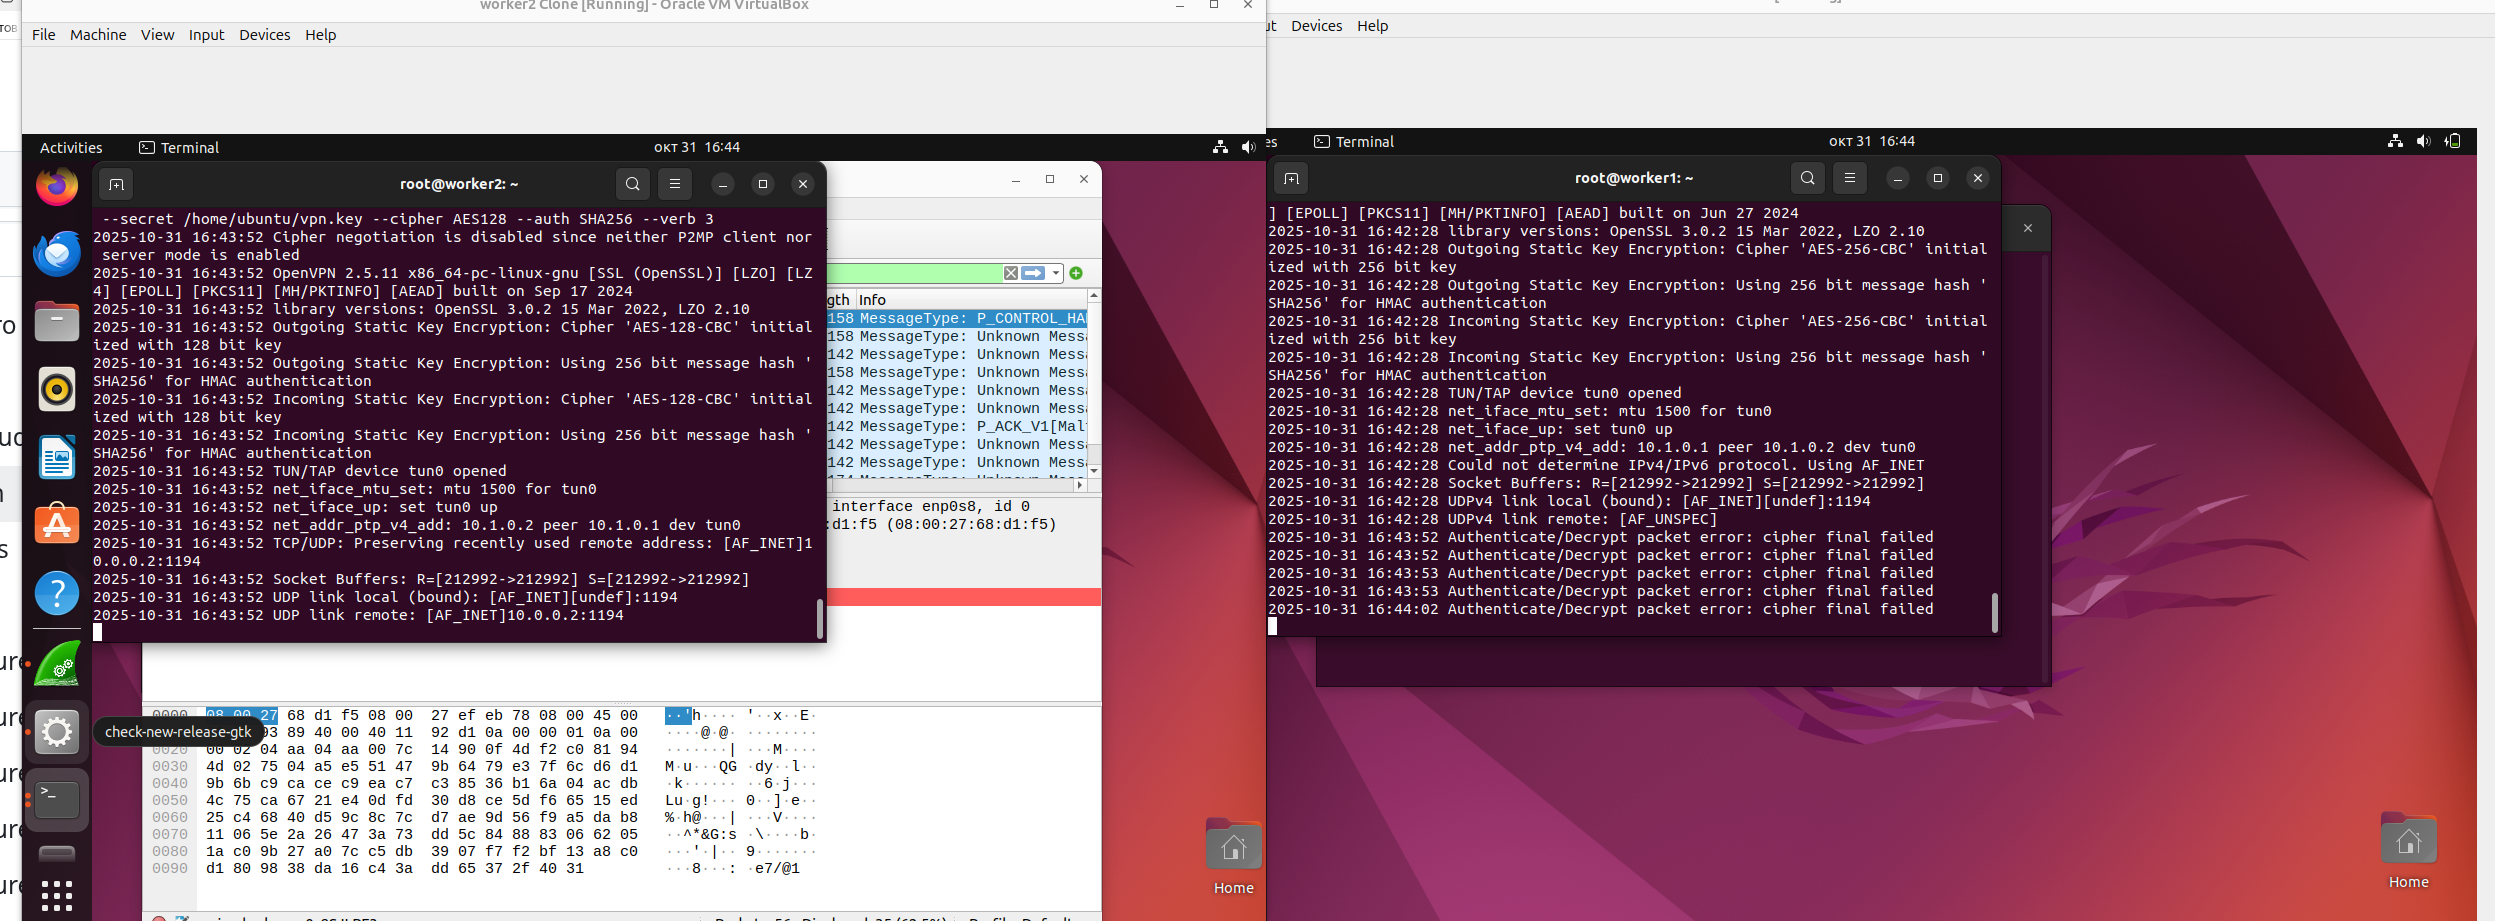 worker2 Clone [Running] - Oracle VM VirtualBox
File Machine View Input Devices Help
Activities
Terminal
окт 31 16:44
root@worker2: ~
--secret /home/ubuntu/vpn.key --cipher AES128 --auth SHA256 --verb 3
2025-10-31 16:43:52 Cipher negotiation is disabled since neither P2MP client nor
server mode is enabled
2025-10-31 16:43:52 OpenVPN 2.5.11 x86_64-pc-linux-gnu [SSL (OpenSSL)] [LZO] [LZ
4] [EPOLL] [PKCS11] [MH/PKTINFO] [AEAD] built on Sep 17 2024
2025-10-31 16:43:52 library versions: OpenSSL 3.0.2 15 Mar 2022, LZO 2.10
2025-10-31 16:43:52 Outgoing Static Key Encryption: Cipher 'AES-128-CBC' initial
ized with 128 bit key
2025-10-31 16:43:52 Outgoing Static Key Encryption: Using 256 bit message hash '
SHA256' for HMAC authentication
2025-10-31 16:43:52 Incoming Static Key Encryption: Cipher 'AES-128-CBC' initial
ized with 128 bit key
2025-10-31 16:43:52 Incoming Static Key Encryption: Using 256 bit message hash '
SHA256' for HMAC authentication
2025-10-31 16:43:52 TUN/TAP device tun0 opened
2025-10-31 16:43:52 net_iface_mtu_set: mtu 1500 for tun0
2025-10-31 16:43:52 net_iface_up: set tun0 up
2025-10-31 16:43:52 net_addr_ptp_v4_add: 10.1.0.2 peer 10.1.0.1 dev tun0
2025-10-31 16:43:52 TCP/UDP: Preserving recently used remote address: [AF_INET]1
0.0.0.2:1194
2025-10-31 16:43:52 Socket Buffers: R=[212992->212992] S=[212992->212992]
2025-10-31 16:43:52 UDP link local (bound): [AF_INET][undef]:1194
2025-10-31 16:43:52 UDP link remote: [AF_INET]10.0.0.2:1194
gth Info
158 MessageType: P_CONTROL_HA
158 MessageType: Unknown Mess
142 MessageType: Unknown Mess
158 MessageType: Unknown Mess
142 MessageType: Unknown Mess
142 MessageType: Unknown Mess
142 MessageType: P_ACK_V1[Mal
142 MessageType: Unknown Mess
142 MessageType: Unknown Mess
interface enp0s8, id 0
:d1:f5 (08:00:27:68:d1:f5)
check-new-release-gtk
0000 08 00 27 68 d1 f5 08 00 27 ef eb 78 08 00 45 00 ··'h···· '··x··E·
93 89 40 00 40 11 92 d1 0a 00 00 01 0a 00 ····@·@· ········
0020 00 02 04 aa 04 aa 00 7c 14 90 0f 4d f2 c0 81 94 ·······| ···M····
0030 4d 02 75 04 a5 e5 51 47 9b 64 79 e3 7f 6c d6 d1 M·u···QG ·dy··l··
0040 9b 6b c9 ca ce c9 ea c7 c3 85 36 b1 6a 04 ac db ·k······ ··6·j···
0050 4c 75 ca 67 21 e4 0d fd 30 d8 ce 5d f6 65 15 ed Lu·g!··· 0··]·e··
0060 25 c4 68 40 d5 9c 8c 7c d7 ae 9d 56 f9 a5 da b8 %·h@···| ···V····
0070 11 06 5e 2a 26 47 3a 73 dd 5c 84 88 83 06 62 05 ··^*&G:s ·\····b·
0080 1a c0 9b 27 a0 7c c5 db 39 07 f7 f2 bf 13 a8 c0 ···'·|·· 9·······
0090 d1 80 98 38 da 16 c4 3a dd 65 37 2f 40 31 ···8···: ·e7/@1
Home
Devices Help
Terminal
окт 31 16:44
root@worker1: ~
] [EPOLL] [PKCS11] [MH/PKTINFO] [AEAD] built on Jun 27 2024
2025-10-31 16:42:28 library versions: OpenSSL 3.0.2 15 Mar 2022, LZO 2.10
2025-10-31 16:42:28 Outgoing Static Key Encryption: Cipher 'AES-256-CBC' initial
ized with 256 bit key
2025-10-31 16:42:28 Outgoing Static Key Encryption: Using 256 bit message hash '
SHA256' for HMAC authentication
2025-10-31 16:42:28 Incoming Static Key Encryption: Cipher 'AES-256-CBC' initial
ized with 256 bit key
2025-10-31 16:42:28 Incoming Static Key Encryption: Using 256 bit message hash '
SHA256' for HMAC authentication
2025-10-31 16:42:28 TUN/TAP device tun0 opened
2025-10-31 16:42:28 net_iface_mtu_set: mtu 1500 for tun0
2025-10-31 16:42:28 net_iface_up: set tun0 up
2025-10-31 16:42:28 net_addr_ptp_v4_add: 10.1.0.1 peer 10.1.0.2 dev tun0
2025-10-31 16:42:28 Could not determine IPv4/IPv6 protocol. Using AF_INET
2025-10-31 16:42:28 Socket Buffers: R=[212992->212992] S=[212992->212992]
2025-10-31 16:42:28 UDPv4 link local (bound): [AF_INET][undef]:1194
2025-10-31 16:42:28 UDPv4 link remote: [AF_UNSPEC]
2025-10-31 16:43:52 Authenticate/Decrypt packet error: cipher final failed
2025-10-31 16:43:52 Authenticate/Decrypt packet error: cipher final failed
2025-10-31 16:43:53 Authenticate/Decrypt packet error: cipher final failed
2025-10-31 16:43:53 Authenticate/Decrypt packet error: cipher final failed
2025-10-31 16:44:02 Authenticate/Decrypt packet error: cipher final failed
Home